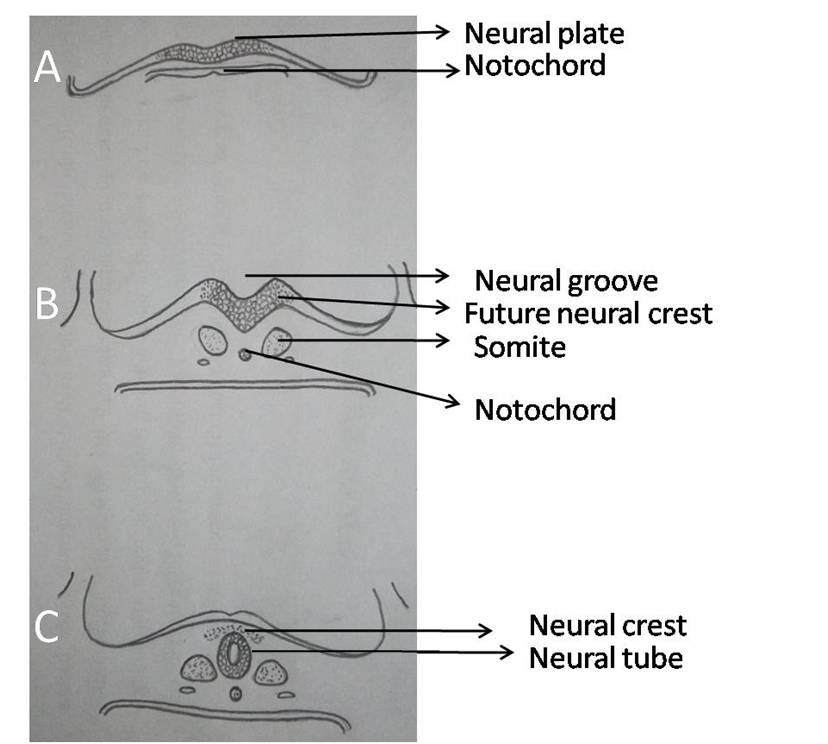 A
Neural plate
Notochord
B
Neural groove
Future neural crest
Somite
Notochord
C
Neural crest
Neural tube